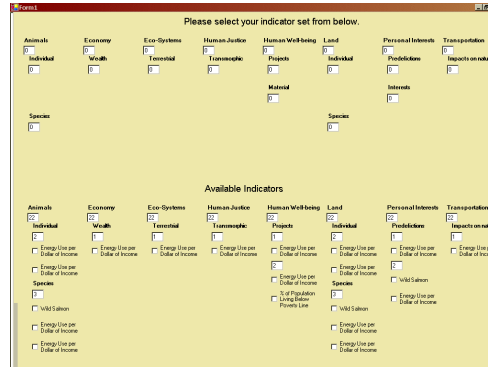 Form1
Please select your indicator set from below.
Animals Economy Eco-Systems Human Justice Human Well-being Land Personal Interests Transportation
0 0 0 0 0 0 0 0
Individual Wealth Terrestrial Transmorphic Projects Individual Predelictions Impacts on natu
0 0 0 0 0 0 0 0
Material Interests
0 0
Species Species
0 0
Available Indicators
Animals Economy Eco-Systems Human Justice Human Well-being Land Personal Interests Transportation
22 22 22 22 22 22 22 22
Individual Wealth Terrestrial Transmorphic Projects Individual Predelictions Impacts on na
2 1 1 1 1 2 1 1
Energy Use per Energy Use per Energy Use per Energy Use per Energy Use per Energy Use per Energy Use per Energy Use
Dollar of Income Dollar of Income Dollar of Income Dollar of Income Dollar of Income Dollar of Income Dollar of Income Dollar of Inco
Energy Use per 2 Energy Use per 2
Dollar of Income Dollar of Income
Species Energy Use per Species Wild Salmon
3 Dollar of Income 3
Wild Salmon % of Population Wild Salmon Energy Use per
Living Below Dollar of Income
Poverts Line
Energy Use per Energy Use per
Dollar of Income Dollar of Income
Energy Use per Energy Use per
Dollar of Income Dollar of Income